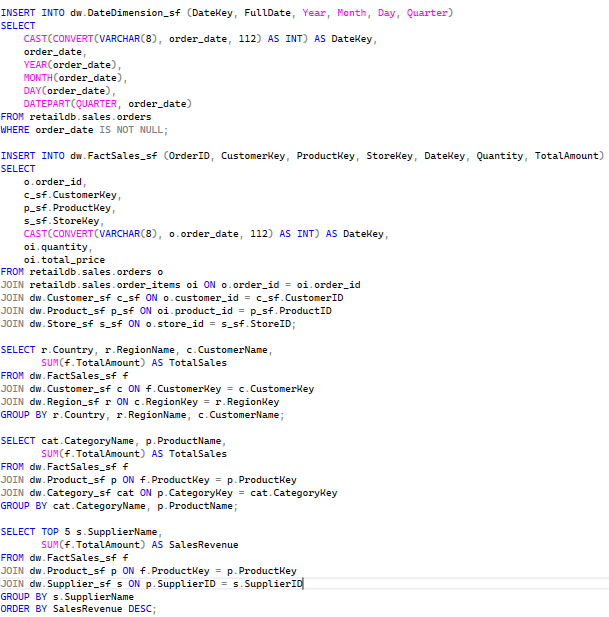 INSERT INTO dw.DateDimension_sf (DateKey, FullDate, Year, Month, Day, Quarter)
SELECT
    CAST(CONVERT(VARCHAR(8), order_date, 112) AS INT) AS DateKey,
    order_date,
    YEAR(order_date),
    MONTH(order_date),
    DAY(order_date),
    DATEPART(QUARTER, order_date)
FROM retaildb.sales.orders
WHERE order_date IS NOT NULL;

INSERT INTO dw.FactSales_sf (OrderID, CustomerKey, ProductKey, StoreKey, DateKey, Quantity, TotalAmount)
SELECT
    o.order_id,
    c_sf.CustomerKey,
    p_sf.ProductKey,
    s_sf.StoreKey,
    CAST(CONVERT(VARCHAR(8), o.order_date, 112) AS INT) AS DateKey,
    oi.quantity,
    oi.total_price
FROM retaildb.sales.orders o
JOIN retaildb.sales.order_items oi ON o.order_id = oi.order_id
JOIN dw.Customer_sf c_sf ON o.customer_id = c_sf.CustomerID
JOIN dw.Product_sf p_sf ON oi.product_id = p_sf.ProductID
JOIN dw.Store_sf s_sf ON o.store_id = s_sf.StoreID;

SELECT r.Country, r.RegionName, c.CustomerName,
       SUM(f.TotalAmount) AS TotalSales
FROM dw.FactSales_sf f
JOIN dw.Customer_sf c ON f.CustomerKey = c.CustomerKey
JOIN dw.Region_sf r ON c.RegionKey = r.RegionKey
GROUP BY r.Country, r.RegionName, c.CustomerName;

SELECT cat.CategoryName, p.ProductName,
       SUM(f.TotalAmount) AS TotalSales
FROM dw.FactSales_sf f
JOIN dw.Product_sf p ON f.ProductKey = p.ProductKey
JOIN dw.Category_sf cat ON p.CategoryKey = cat.CategoryKey
GROUP BY cat.CategoryName, p.ProductName;

SELECT TOP 5 s.SupplierName,
       SUM(f.TotalAmount) AS SalesRevenue
FROM dw.FactSales_sf f
JOIN dw.Product_sf p ON f.ProductKey = p.ProductKey
JOIN dw.Supplier_sf s ON p.SupplierID = s.SupplierID
GROUP BY s.SupplierName
ORDER BY SalesRevenue DESC;